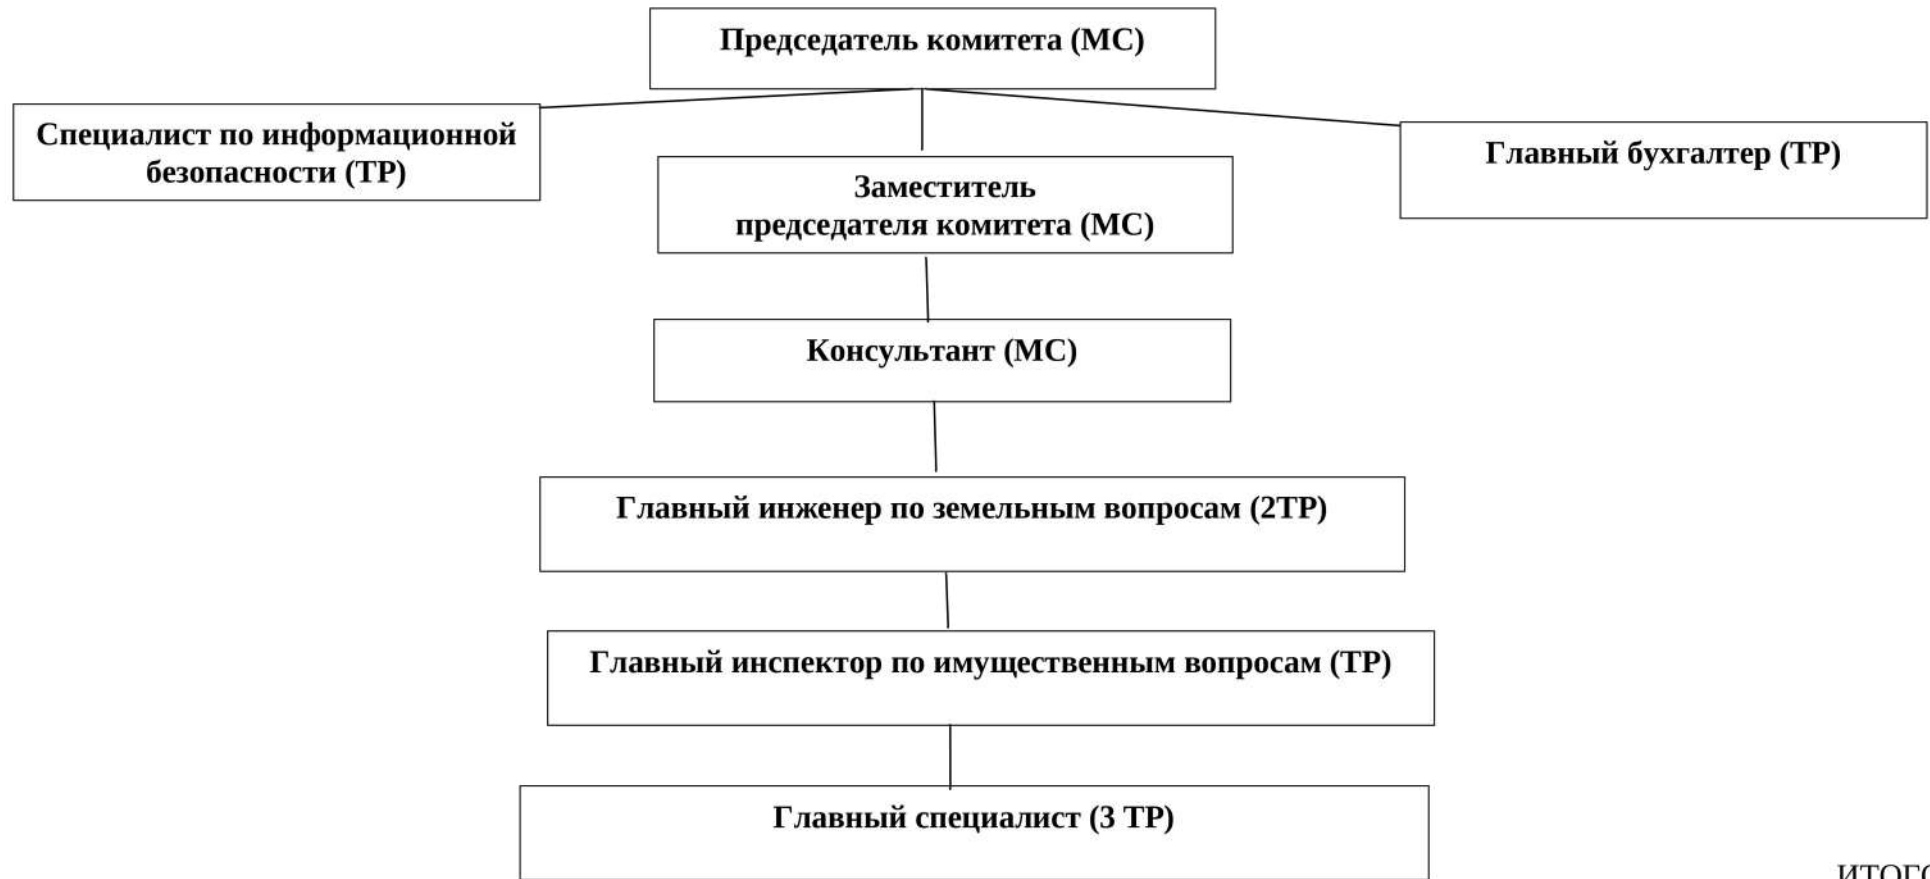 Председатель комитета (МС)
Специалист по информационной
безопасности (ТР)
Главный бухгалтер (ТР)
Заместитель
председателя комитета (МС)
Консультант (МС)
Главный инженер по земельным вопросам (2ТР)
Главный инспектор по имущественным вопросам (ТР)
Главный специалист (3 ТР)
ИТОГО